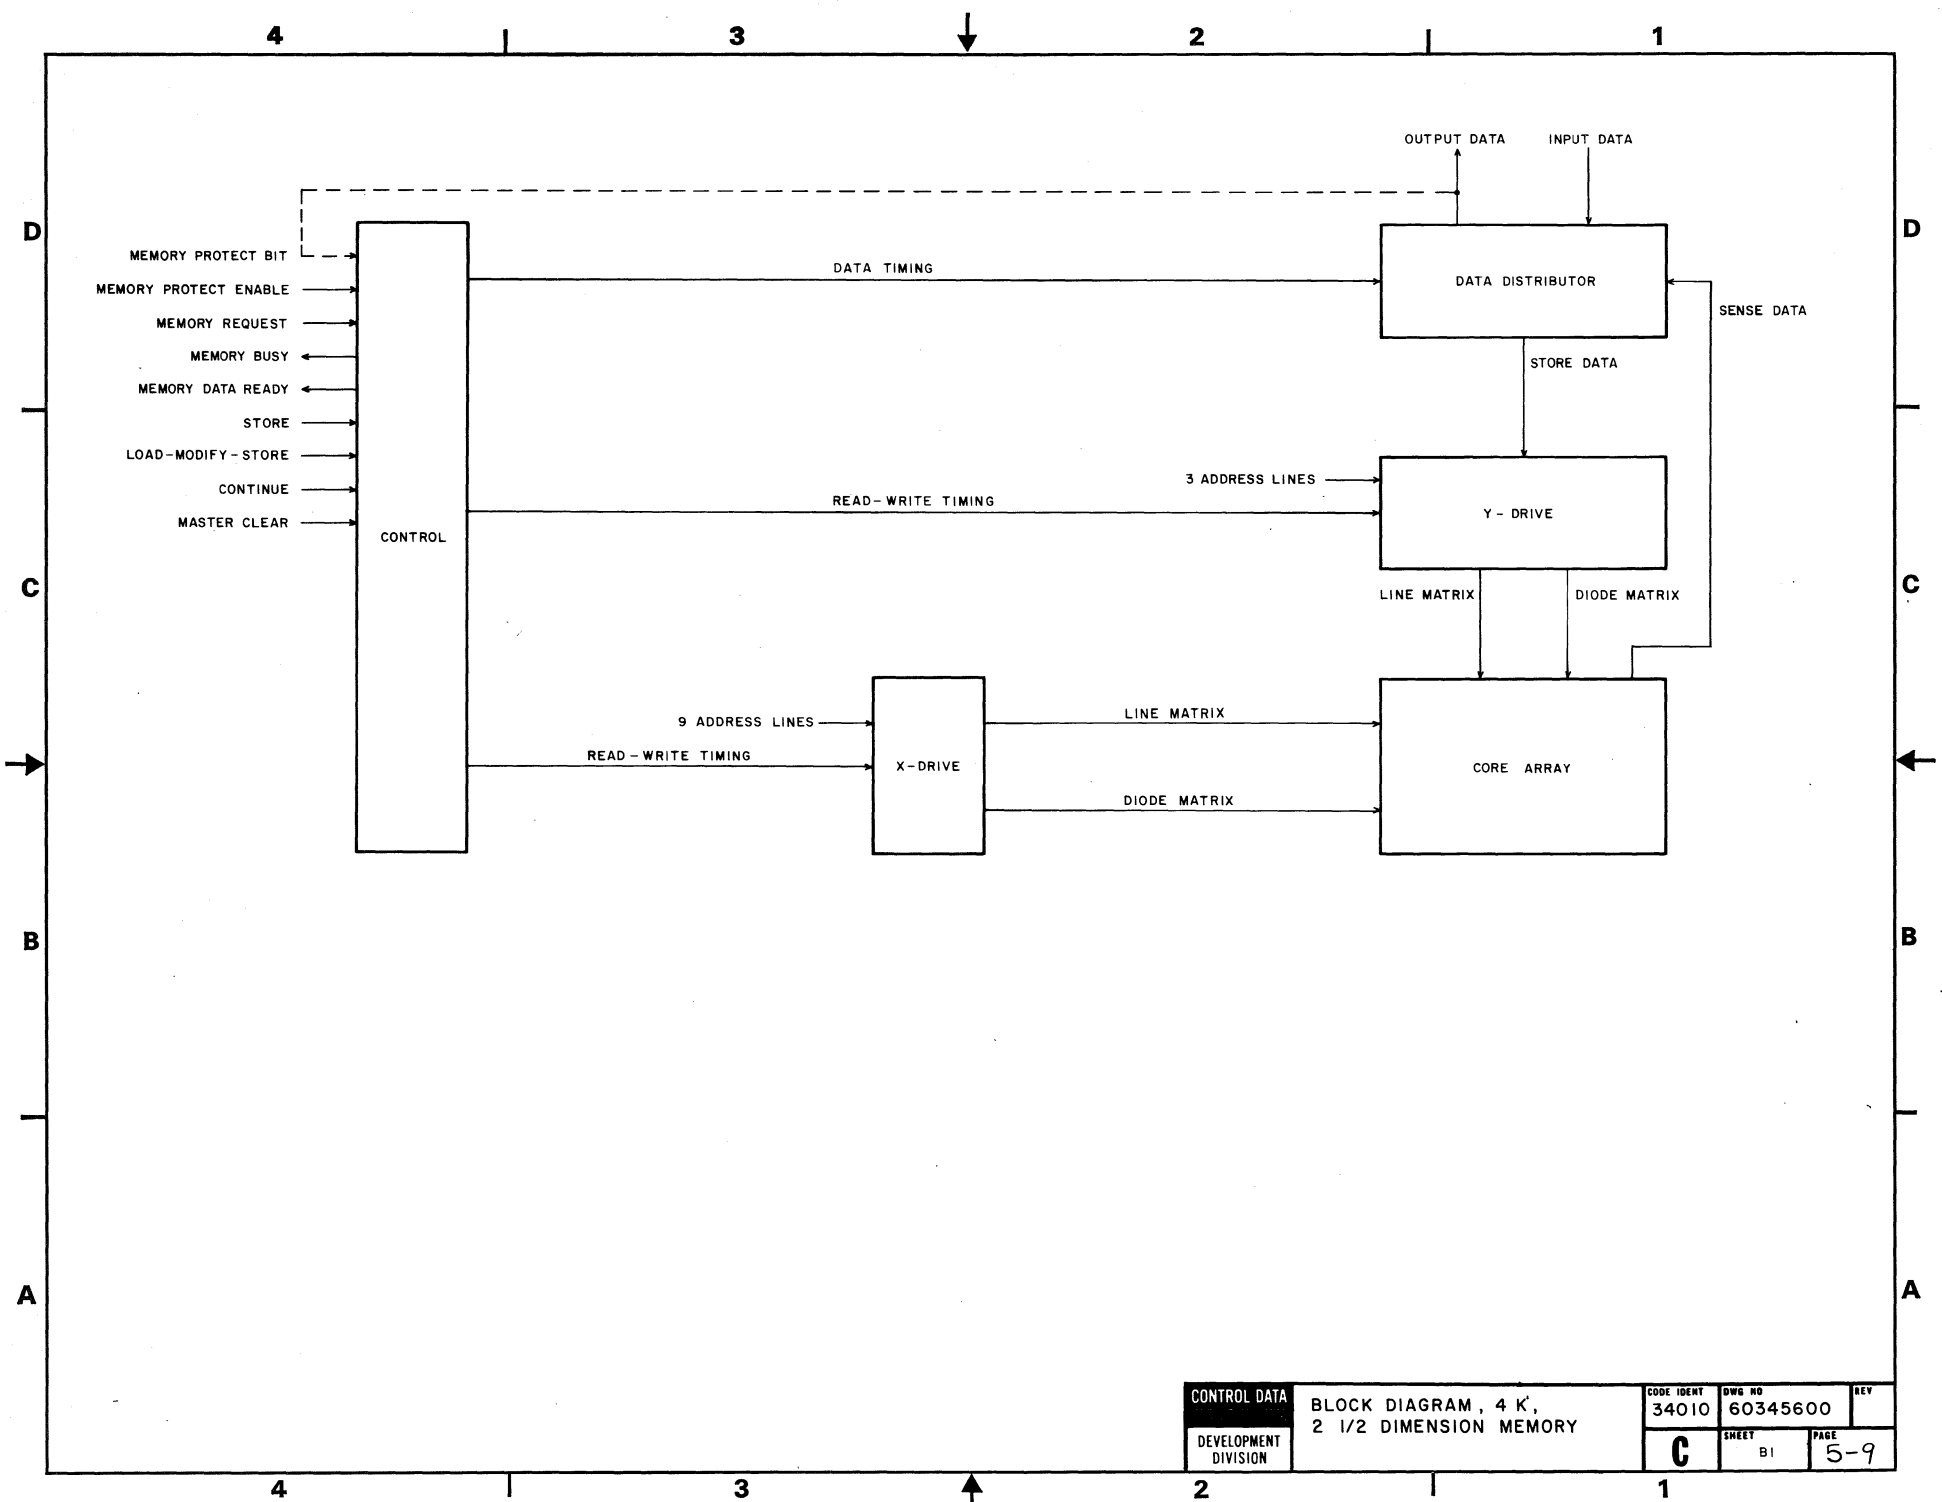 4 3 2 1
OUTPUT DATA INPUT DATA
D D
MEMORY PROTECT BIT
DATA TIMING
DATA DISTRIBUTOR
MEMORY PROTECT ENABLE
SENSE DATA
MEMORY REQUEST
MEMORY BUSY
STORE DATA
MEMORY DATA READY
STORE
LOAD-MODIFY-STORE
3 ADDRESS LINES
CONTINUE
READ-WRITE TIMING
Y-DRIVE
MASTER CLEAR
CONTROL
C C
LINE MATRIX DIODE MATRIX
9 ADDRESS LINES
LINE MATRIX
READ-WRITE TIMING
X-DRIVE
CORE ARRAY
DIODE MATRIX
B B
A A
CONTROL DATA
DEVELOPMENT
DIVISION
BLOCK DIAGRAM, 4 K,
2 1/2 DIMENSION MEMORY
CODE IDENT
34010
DWG NO
60345600
REV
C
SHEET
B1
PAGE
5-9
4 3 2 1